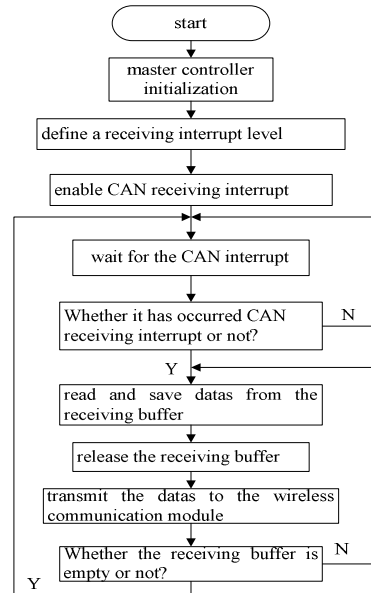 start
master controller
initialization
define a receiving interrupt level
enable CAN receiving interrupt
wait for the CAN interrupt
Whether it has occurred CAN
receiving interrupt or not?
N
Y
read and save datas from the
receiving buffer
release the receiving buffer
transmit the datas to the wireless
communication module
Whether the receiving buffer is
empty or not?
N
Y